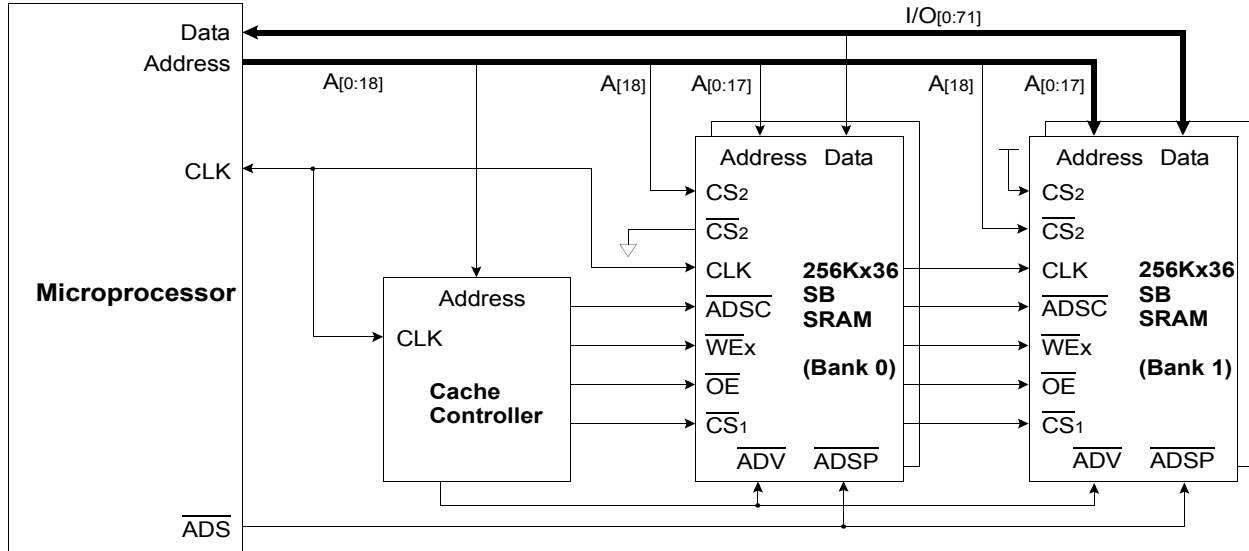 I/O[0:71]
Data
Address
A[0:18]
A[18]
A[0:17]
A[18]
A[0:17]
CLK
Microprocessor
ADS
Address
CLK
Cache
Controller
Address Data
CS2
CS2
CLK
ADSC
WEx
OE
CS1
ADV ADSP
256Kx36
SB
SRAM
(Bank 0)
Address Data
CS2
CS2
CLK
ADSC
WEx
OE
CS1
ADV ADSP
256Kx36
SB
SRAM
(Bank 1)